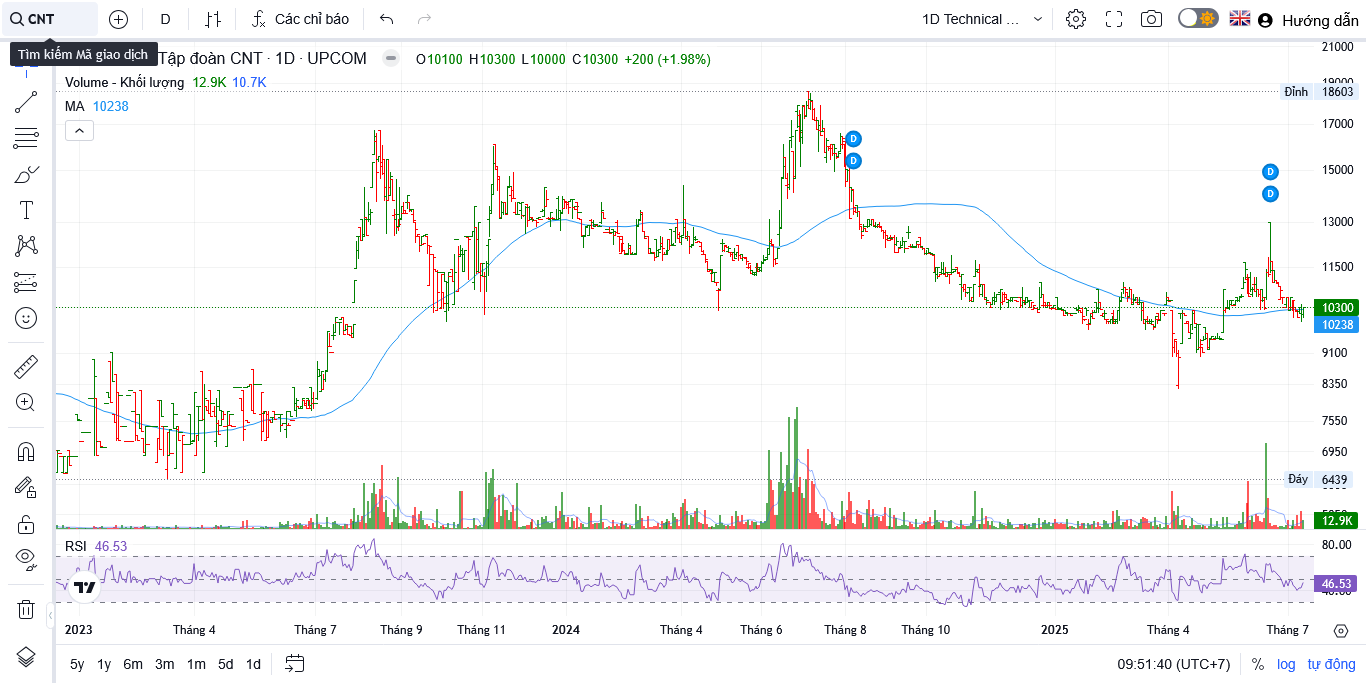 CNT
D
Các chỉ báo
1D Technical ...
Hướng dẫn
Tìm kiếm Mã giao dịch
Tập đoàn CNT · 1D · UPCOM
O10100 H10300 L10000 C10300 +200 (+1.98%)
Volume - Khối lượng 12.9K 10.7K
MA 10238
21000
19000
Đỉnh 18603
17000
15000
13000
11500
10300
10238
9100
8350
7550
6950
Đáy 6439
12.9K
D
D
D
D
RSI 46.53
80.00
46.53
40.00
2023 Tháng 4 Tháng 7 Tháng 9 Tháng 11 2024 Tháng 4 Tháng 6 Tháng 8 Tháng 10 2025 Tháng 4 Tháng 7
5y 1y 6m 3m 1m 5d 1d
09:51:40 (UTC+7) % log tự động